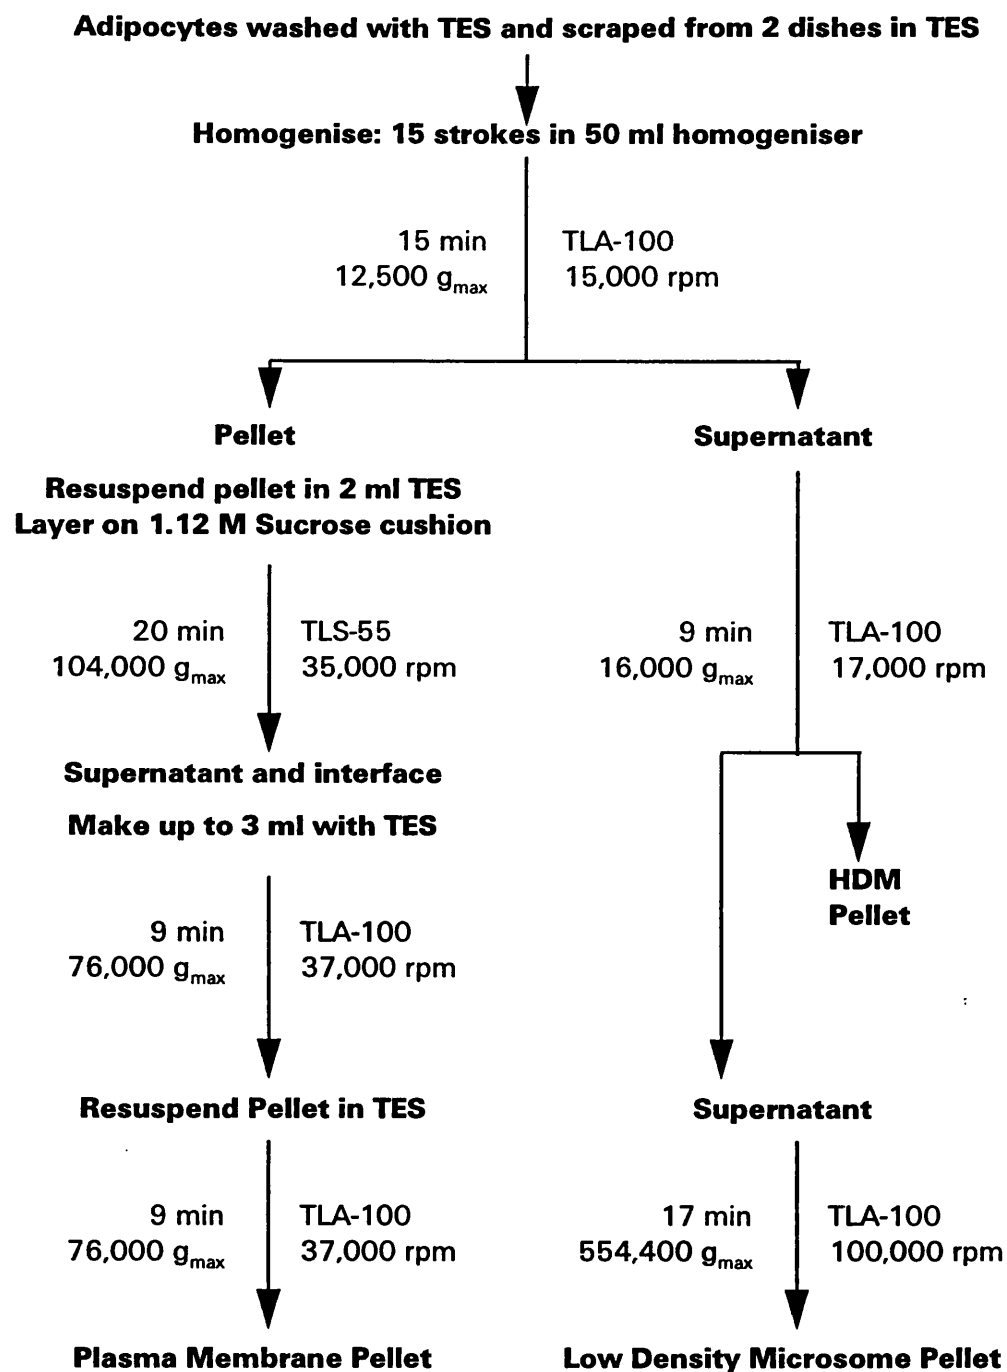 Adipocytes washed with TES and scraped from 2 dishes in TES
Homogenise: 15 strokes in 50 ml homogeniser
15 min
12,500 gmax
TLA-100
15,000 rpm
Pellet
Resuspend pellet in 2 ml TES
Layer on 1.12 M Sucrose cushion
20 min
104,000 gmax
TLS-55
35,000 rpm
Supernatant and interface
Make up to 3 ml with TES
9 min
76,000 gmax
TLA-100
37,000 rpm
Resuspend Pellet in TES
9 min
76,000 gmax
TLA-100
37,000 rpm
Plasma Membrane Pellet
Supernatant
9 min
16,000 gmax
TLA-100
17,000 rpm
HDM
Pellet
Supernatant
17 min
554,400 gmax
TLA-100
100,000 rpm
Low Density Microsome Pellet